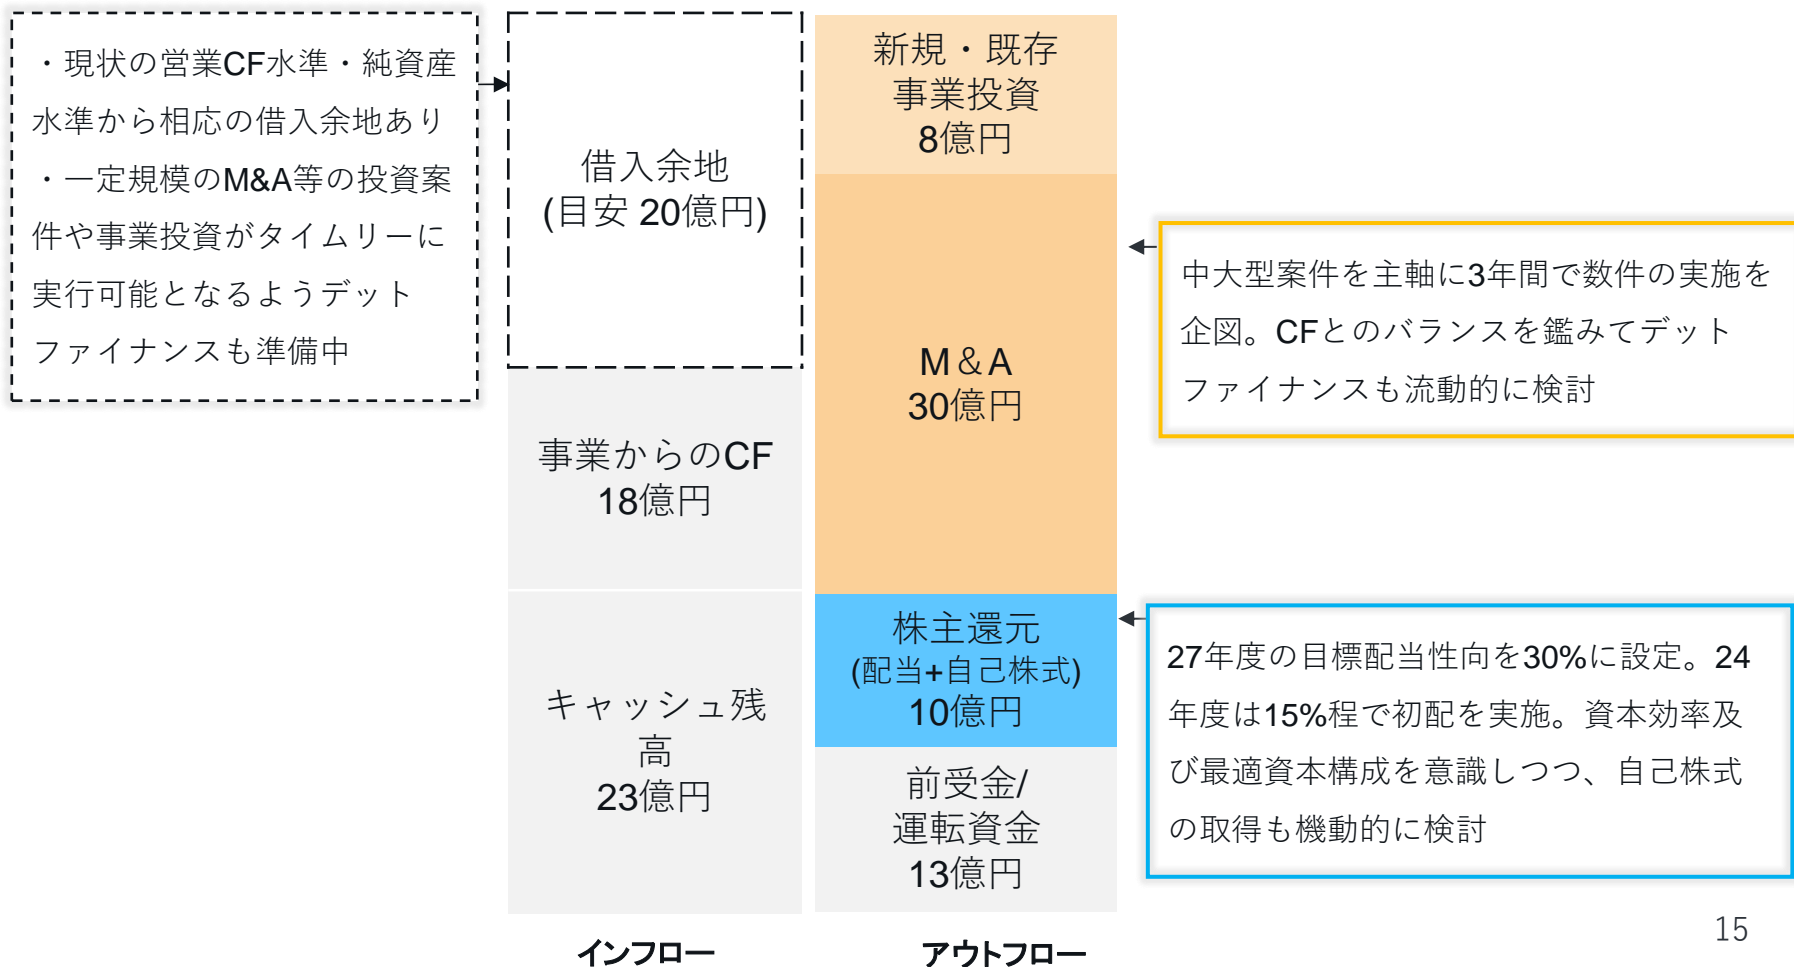 ・現状の営業CF水準・純資産
水準から相応の借入余地あり
・一定規模のM&A等の投資案
件や事業投資がタイムリーに
実行可能となるようデット
ファイナンスも準備中
借入余地
(目安 20億円)
事業からのCF
18億円
キャッシュ残
高
23億円
インフロー
新規・既存
事業投資
8億円
M＆A
30億円
株主還元
(配当+自己株式)
10億円
前受金/
運転資金
13億円
アウトフロー
中大型案件を主軸に3年間で数件の実施を
企図。CFとのバランスを鑑みてデット
ファイナンスも流動的に検討
27年度の目標配当性向を30%に設定。24
年度は15%程で初配を実施。資本効率及
び最適資本構成を意識しつつ、自己株式
の取得も機動的に検討
15